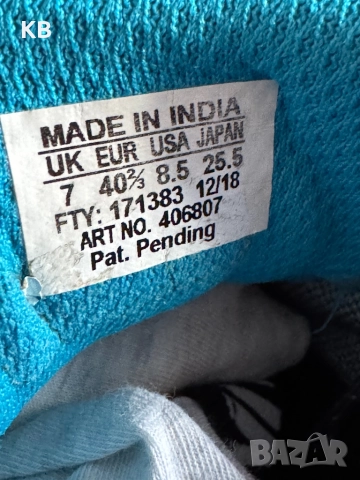 KB
MADE IN INDIA
UK EUR USA JAPAN
7 40⅔ 8.5 25.5
FTY: 171383 12/18
ART NO. 406807
Pat. Pending
BAZAR